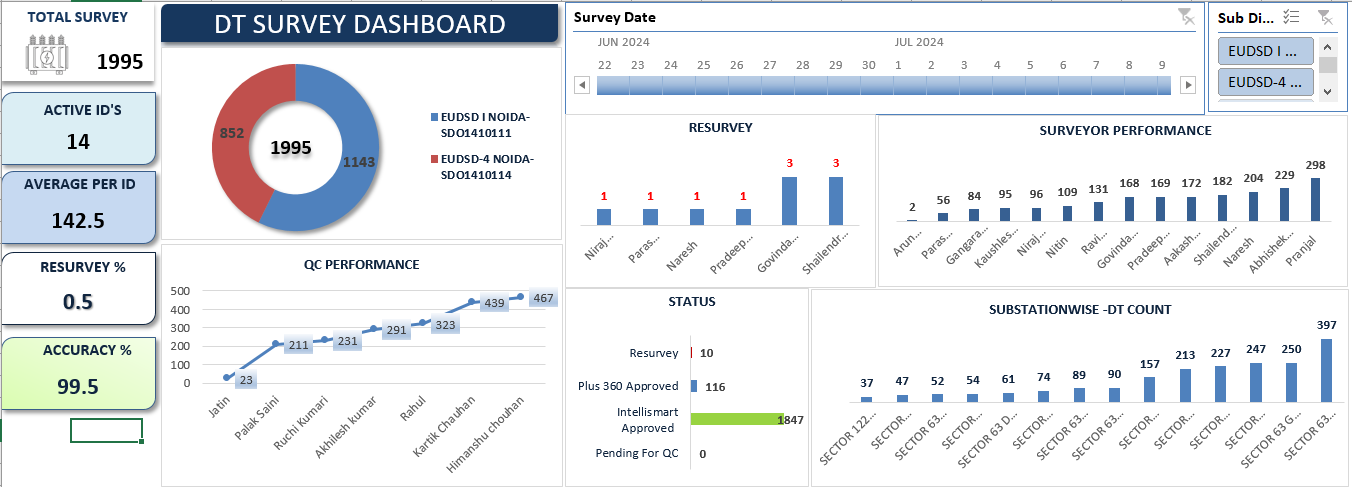 TOTAL SURVEY
1995
ACTIVE ID'S
14
AVERAGE PER ID
142.5
RESURVEY %
0.5
ACCURACY %
99.5
DT SURVEY DASHBOARD
852
1995
1143
EUDSD I NOIDA-
SDO1410111
EUDSD-4 NOIDA-
SDO1410114
Survey Date
JUN 2024 JUL 2024
22 23 24 25 26 27 28 29 30 1 2 3 4 5 6 7 8 9
Sub Di...
EUDSD I ...
EUDSD-4 ...
RESURVEY
1 1 1 1 3 3
Niraj...
Paras...
Naresh
Pradeep...
Govinda...
Shailendr...
SURVEYOR PERFORMANCE
2 56 84 95 96 109 131 168 169 172 182 204 229 298
Arun...
Paras...
Gangara...
Kaushles...
Niraj...
Nitin
Ravi...
Govinda...
Pradeep...
Aakash...
Shailend...
Naresh
Abhishek...
Pranjal
QC PERFORMANCE
500
400
300
200
100
0
23 211 231 291 323 439 467
Jatin
Palak Saini
Ruchi Kumari
Akhilesh kumar
Rahul
Kartik Chauhan
Himanshu chouhan
STATUS
Resurvey 10
Plus 360 Approved 116
Intellismart
Approved 1847
Pending For QC 0
SUBSTATIONWISE -DT COUNT
37 47 52 54 61 74 89 90 157 213 227 247 250 397
SECTOR 122...
SECTOR...
SECTOR 63...
SECTOR...
SECTOR 63 D...
SECTOR...
SECTOR 63...
SECTOR 63...
SECTOR...
SECTOR...
SECTOR...
SECTOR...
SECTOR 63 G...
SECTOR 63...